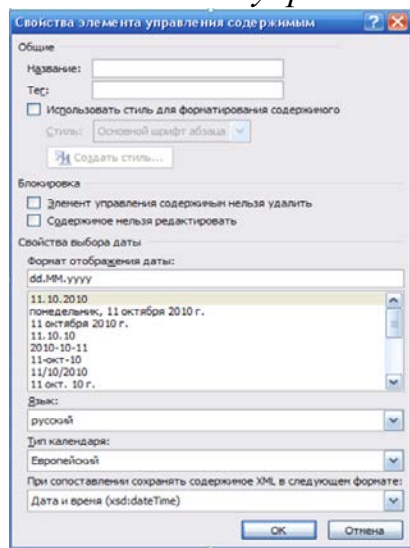 Свойства элемента управления содержимым
Общие
Название:
Тег:
Использовать стиль для форматирования содержимого
Стиль: Основной шрифт абзаца
Создать стиль...
Блокировка
Элемент управления содержимым нельзя удалить
Содержимое нельзя редактировать
Свойства выбора даты
Формат отображения даты:
dd.MM.yyyy
11.10.2010
понедельник, 11 октября 2010 г.
11 октября 2010 г.
11.10.10
2010-10-11
11-окт-10
11/10/2010
11 окт. 10 г.
Язык:
русский
Тип календаря:
Европейский
При сопоставлении сохранять содержимое XML в следующем формате:
Дата и время (xsd:dateTime)
ОК Отмена